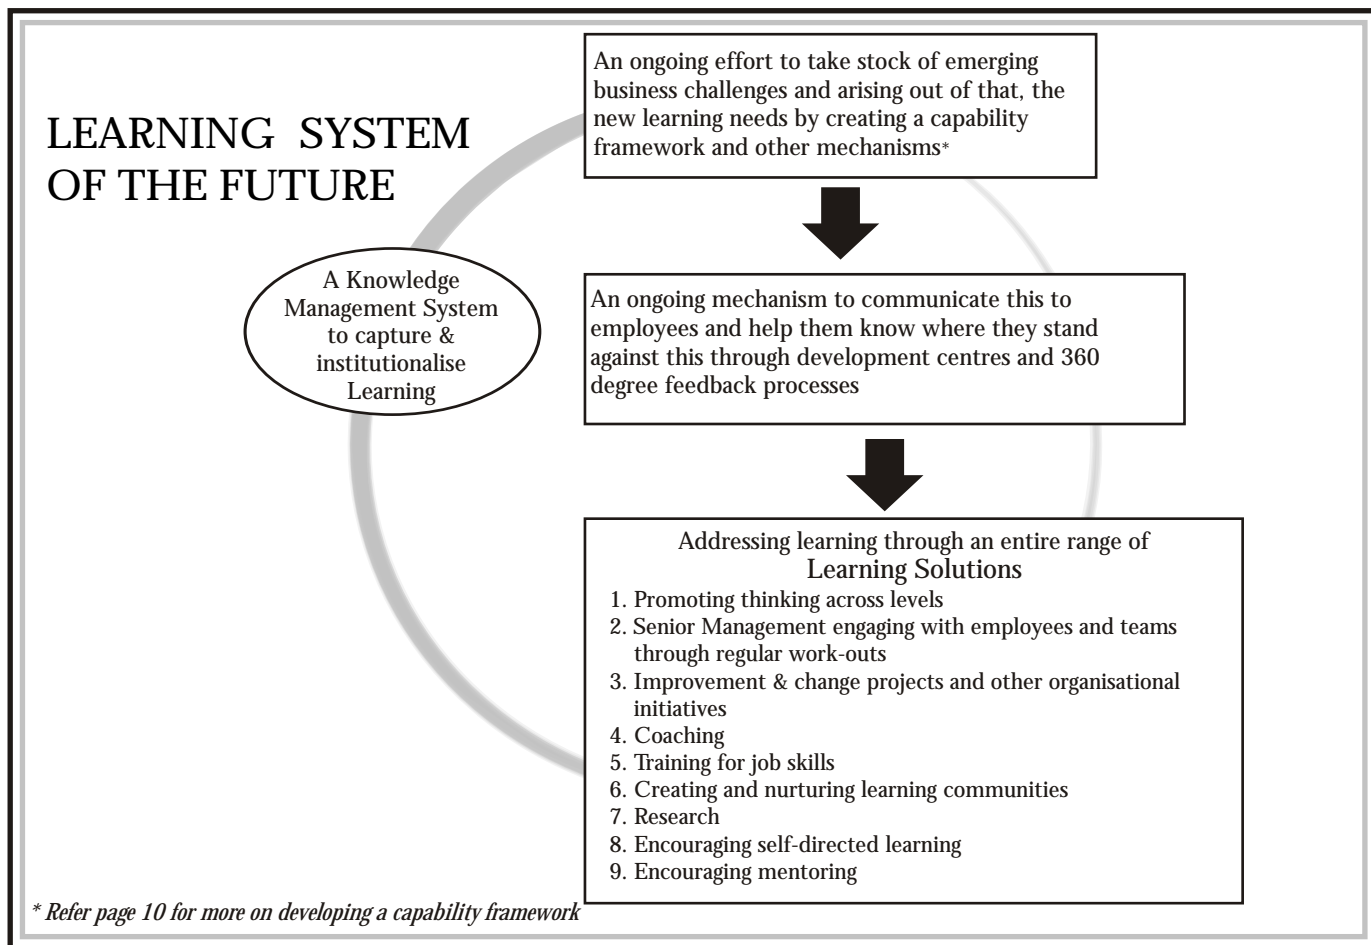 LEARNING SYSTEM
OF THE FUTURE
An ongoing effort to take stock of emerging
business challenges and arising out of that, the
new learning needs by creating a capability
framework and other mechanisms*
A Knowledge
Management System
to capture &
institutionalise
Learning
An ongoing mechanism to communicate this to
employees and help them know where they stand
against this through development centres and 360
degree feedback processes
Addressing learning through an entire range of
Learning Solutions
1. Promoting thinking across levels
2. Senior Management engaging with employees and teams
through regular work-outs
3. Improvement & change projects and other organisational
initiatives
4. Coaching
5. Training for job skills
6. Creating and nurturing learning communities
7. Research
8. Encouraging self-directed learning
9. Encouraging mentoring
* Refer page 10 for more on developing a capability framework